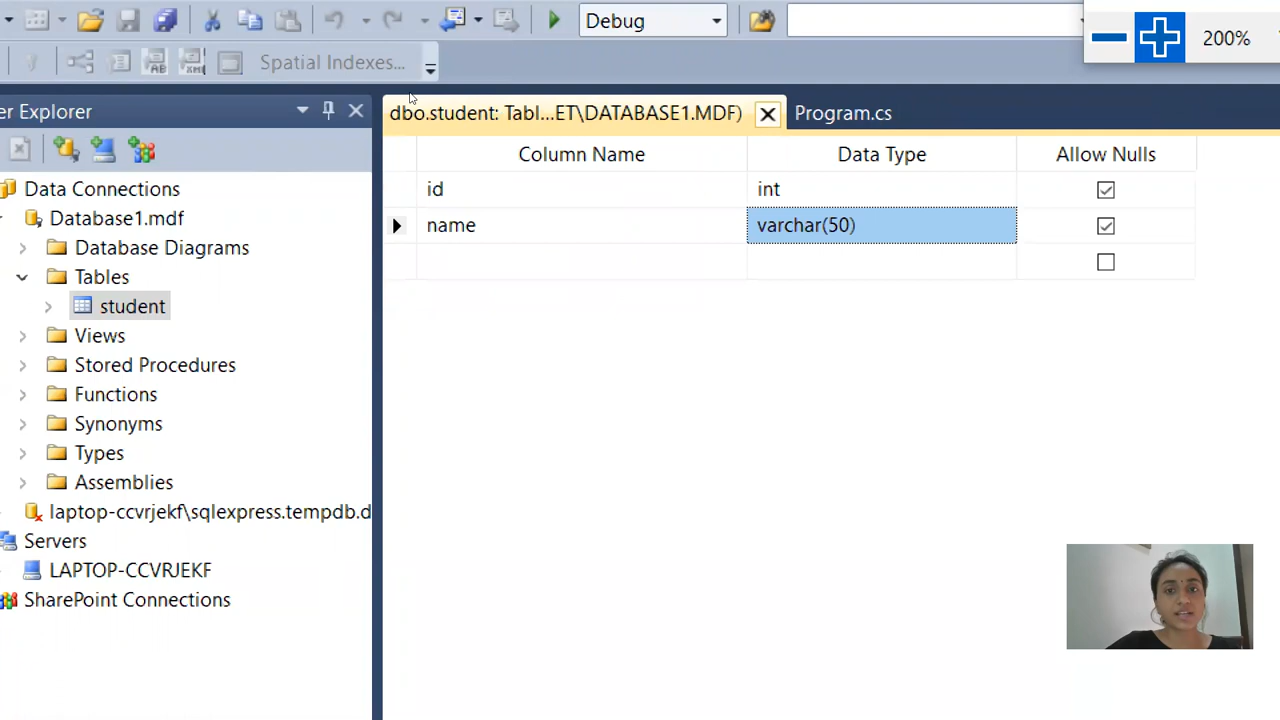 Debug
200%
Spatial Indexes...
er Explorer
dbo.student: Tabl...ET\DATABASE1.MDF)
Program.cs
Column Name
Data Type
Allow Nulls
id
int
name
varchar(50)
Data Connections
Database1.mdf
Database Diagrams
Tables
student
Views
Stored Procedures
Functions
Synonyms
Types
Assemblies
laptop-ccvrjekf\sqlexpress.tempdb.d
Servers
LAPTOP-CCVRJEKF
SharePoint Connections